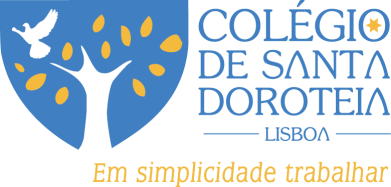 COLÉGIO
DE SANTA
DOROTEIA
LISBOA
Em simplicidade trabalhar